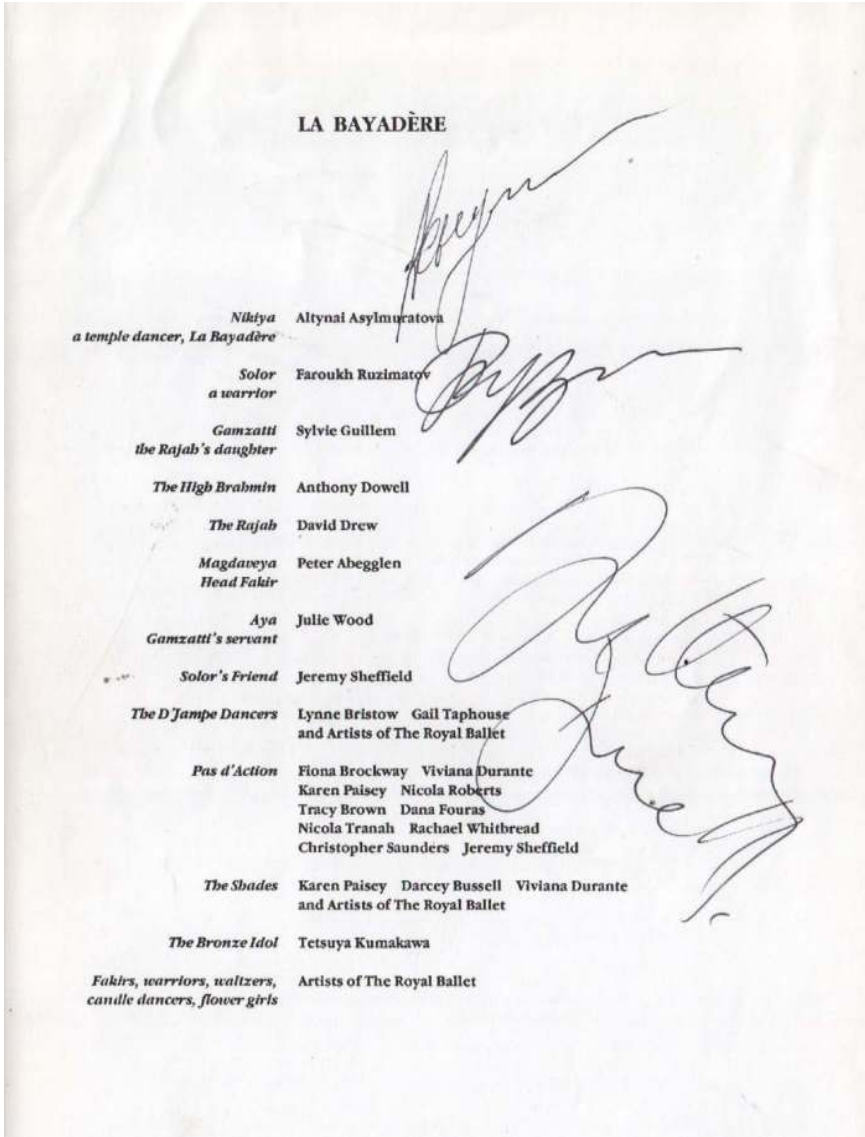 LA BAYADÈRE
Nikiya Altynai Asylmuratova
a temple dancer, La Bayadère
Solor Faroukh Ruzimatov
a warrior
Gamzatti Sylvie Guillem
the Rajah's daughter
The High Brahmin Anthony Dowell
The Rajah David Drew
Magdaveya Peter Abegglen
Head Fakir
Aya Julie Wood
Gamzatti's servant
Solor's Friend Jeremy Sheffield
The D'Jampe Dancers Lynne Bristow Gail Taphouse
and Artists of The Royal Ballet
Pas d'Action Fiona Brockway Viviana Durante
Karen Paisey Nicola Roberts
Tracy Brown Dana Fouras
Nicola Tranah Rachael Whitbread
Christopher Saunders Jeremy Sheffield
The Shades Karen Paisey Darcey Bussell Viviana Durante
and Artists of The Royal Ballet
The Bronze Idol Tetsuya Kumakawa
Fakirs, warriors, waltzers, Artists of The Royal Ballet
candle dancers, flower girls